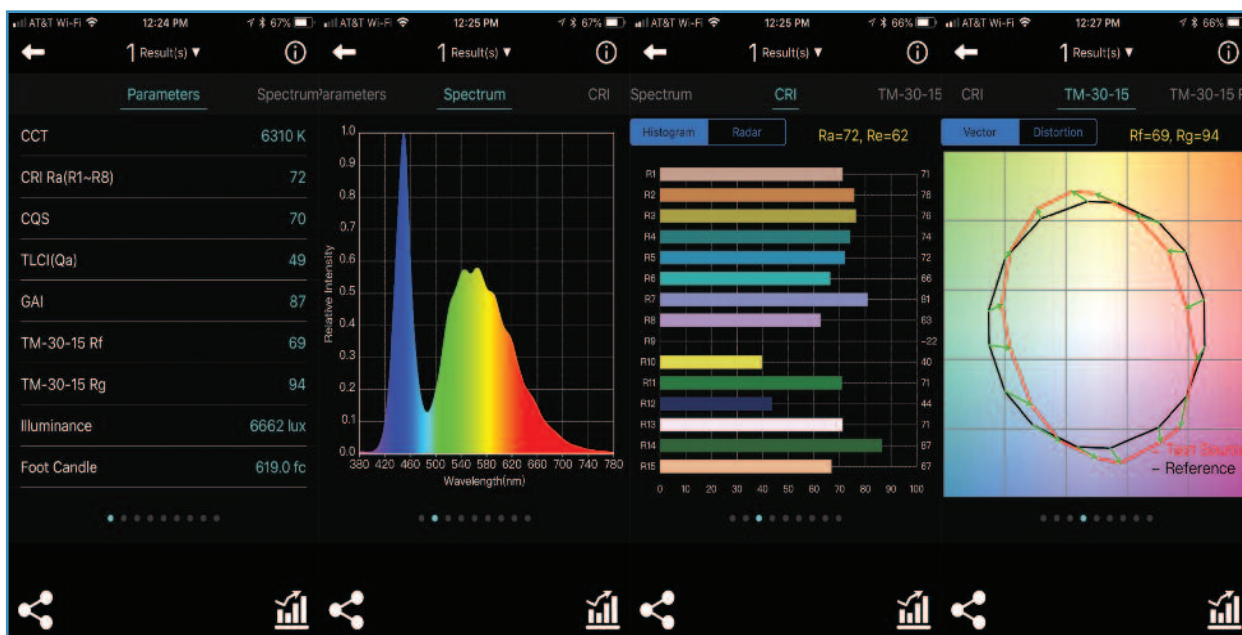 AT&T Wi-Fi 12:24 PM 67%
1 Result(s) ▼
Parameters Spectrum
CCT 6310 K
CRI Ra(R1~R8) 72
CQS 70
TLCI(Qa) 49
GAI 87
TM-30-15 Rf 69
TM-30-15 Rg 94
Illuminance 6662 lux
Foot Candle 619.0 fc
AT&T Wi-Fi 12:25 PM 67%
1 Result(s) ▼
Parameters Spectrum CRI
Relative Intensity
1.0
0.9
0.8
0.7
0.6
0.5
0.4
0.3
0.2
0.1
0.0
380 420 460 500 540 580 620 660 700 740 780
Wavelength(nm)
AT&T Wi-Fi 12:25 PM 66%
1 Result(s) ▼
Spectrum CRI TM-30-15
Histogram Radar Ra=72, Re=62
R1 71
R2 76
R3 76
R4 74
R5 72
R6 66
R7 81
R8 63
R9 -22
R10 40
R11 71
R12 44
R13 71
R14 87
R15 67
0 10 20 30 40 50 60 70 80 90 100
AT&T Wi-Fi 12:27 PM 66%
1 Result(s) ▼
CRI TM-30-15 TM-30-15 R
Vector Distortion Rf=69, Rg=94
– Test
– Reference